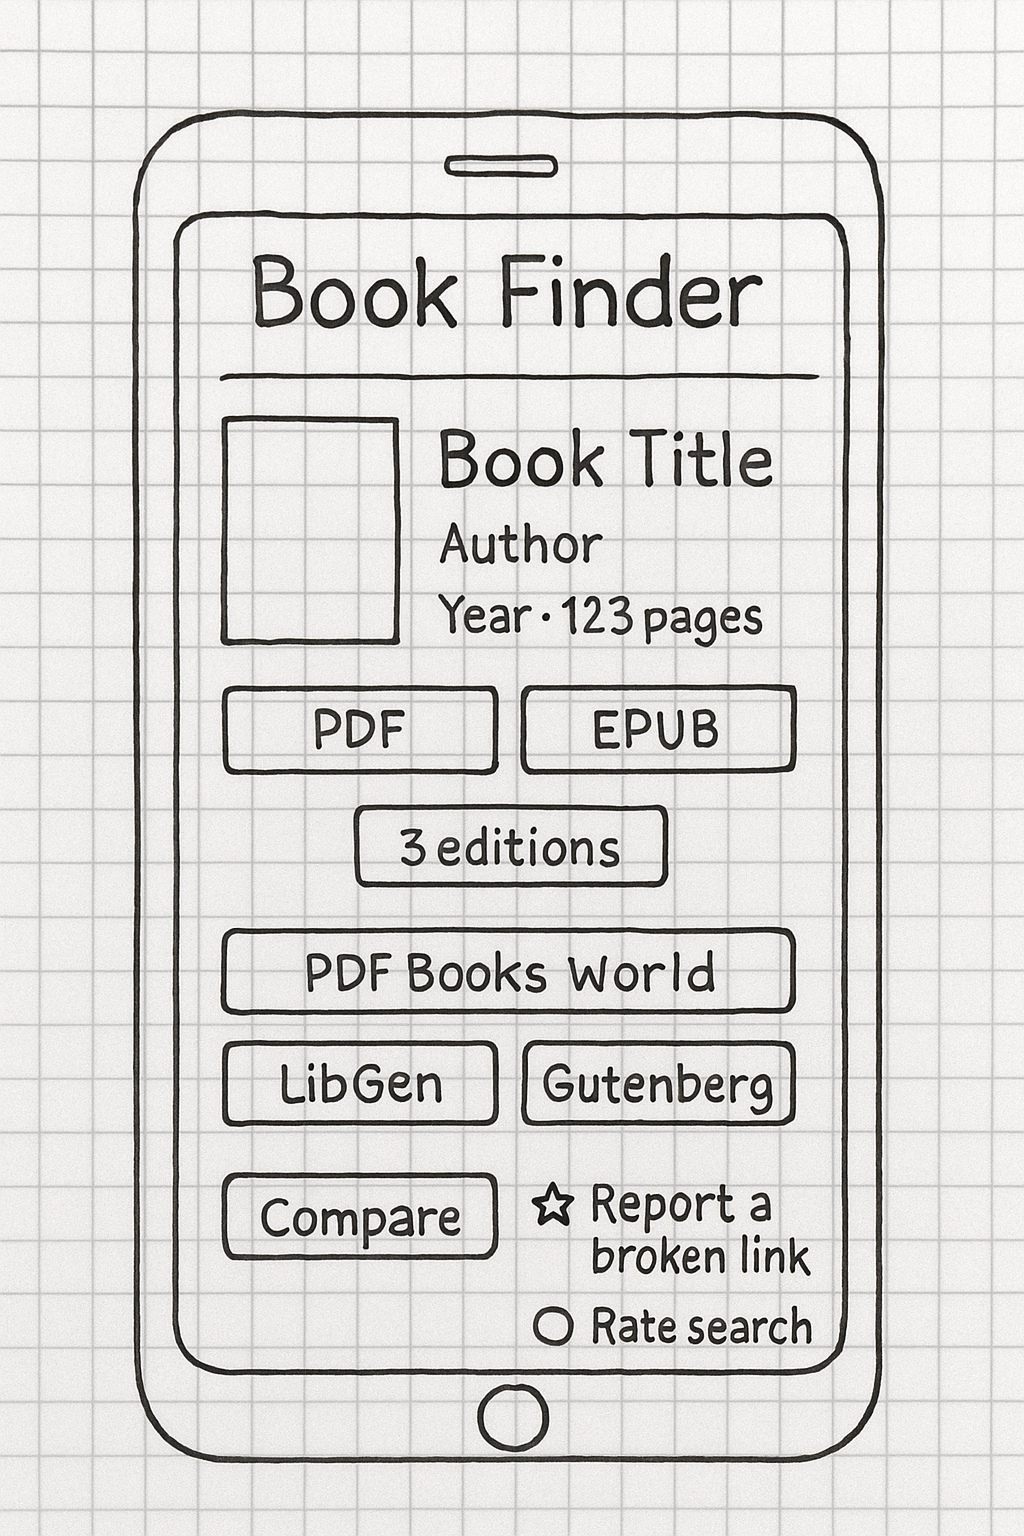 Book Finder
Book Title
Author
Year · 123 pages
PDF
EPUB
3 editions
PDF Books World
LibGen
Gutenberg
Compare
Report a
broken link
Rate search